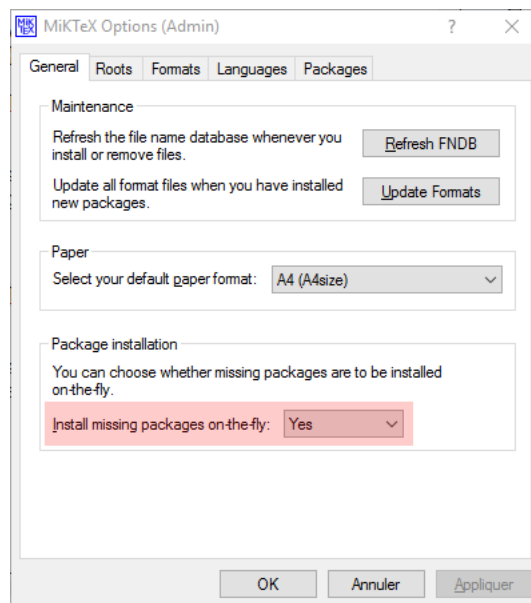 MiKTeX Options (Admin)
General Roots Formats Languages Packages
Maintenance
Refresh the file name database whenever you
install or remove files.
Refresh FNDB
Update all format files when you have installed
new packages.
Update Formats
Paper
Select your default paper format: A4 (A4size)
Package installation
You can choose whether missing packages are to be installed
on-the-fly.
Install missing packages on-the-fly: Yes
OK Annuler Appliquer